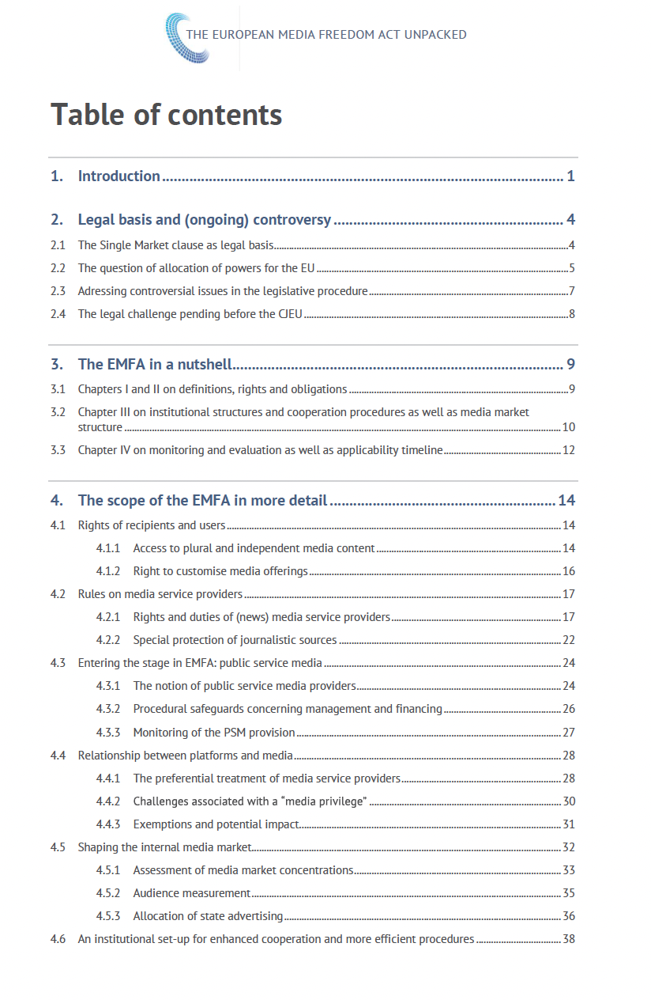 THE EUROPEAN MEDIA FREEDOM ACT UNPACKED
Table of contents
1. Introduction ........ 1
2. Legal basis and (ongoing) controversy ........ 4
2.1 The Single Market clause as legal basis ........ 4
2.2 The question of allocation of powers for the EU ........ 5
2.3 Adressing controversial issues in the legislative procedure ........ 7
2.4 The legal challenge pending before the CJEU ........ 8
3. The EMFA in a nutshell ........ 9
3.1 Chapters I and II on definitions, rights and obligations ........ 9
3.2 Chapter III on institutional structures and cooperation procedures as well as media market
structure ........ 10
3.3 Chapter IV on monitoring and evaluation as well as applicability timeline ........ 12
4. The scope of the EMFA in more detail ........ 14
4.1 Rights of recipients and users ........ 14
4.1.1 Access to plural and independent media content ........ 14
4.1.2 Right to customise media offerings ........ 16
4.2 Rules on media service providers ........ 17
4.2.1 Rights and duties of (news) media service providers ........ 17
4.2.2 Special protection of journalistic sources ........ 22
4.3 Entering the stage in EMFA: public service media ........ 24
4.3.1 The notion of public service media providers ........ 24
4.3.2 Procedural safeguards concerning management and financing ........ 26
4.3.3 Monitoring of the PSM provision ........ 27
4.4 Relationship between platforms and media ........ 28
4.4.1 The preferential treatment of media service providers ........ 28
4.4.2 Challenges associated with a “media privilege” ........ 30
4.4.3 Exemptions and potential impact ........ 31
4.5 Shaping the internal media market ........ 32
4.5.1 Assessment of media market concentrations ........ 33
4.5.2 Audience measurement ........ 35
4.5.3 Allocation of state advertising ........ 36
4.6 An institutional set-up for enhanced cooperation and more efficient procedures ........ 38